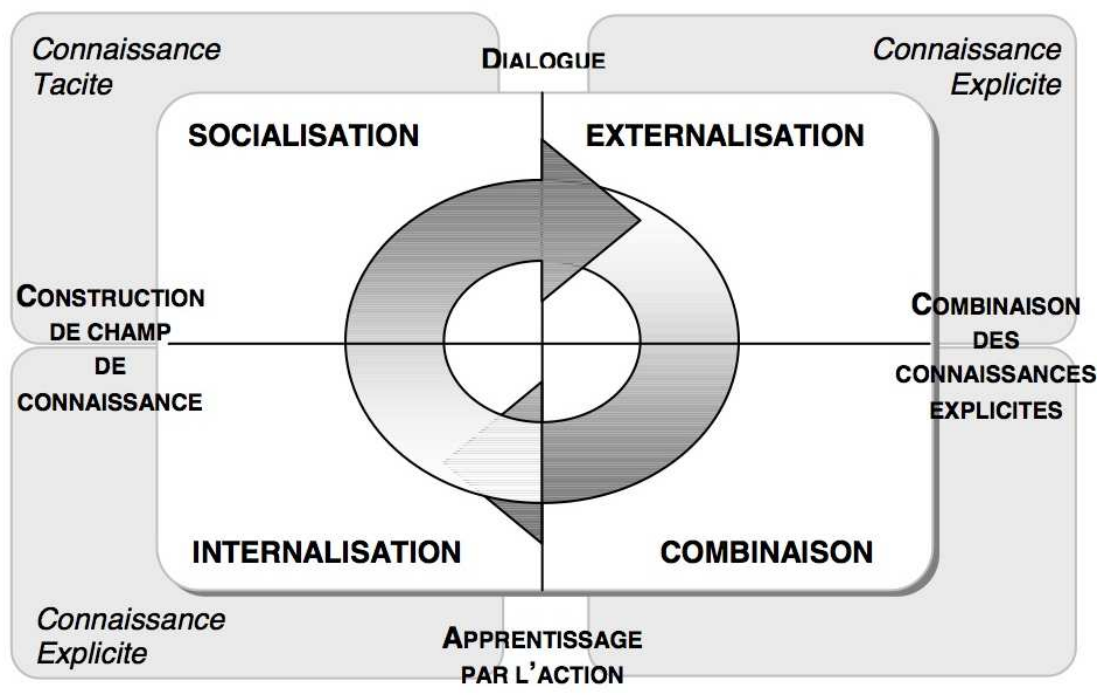 Connaissance
Tacite
DIALOGUE
Connaissance
Explicite
SOCIALISATION
EXTERNALISATION
CONSTRUCTION
DE CHAMP
DE
CONNAISSANCE
COMBINAISON
DES
CONNAISSANCES
EXPLICITES
INTERNALISATION
COMBINAISON
Connaissance
Explicite
APPRENTISSAGE
PAR L'ACTION